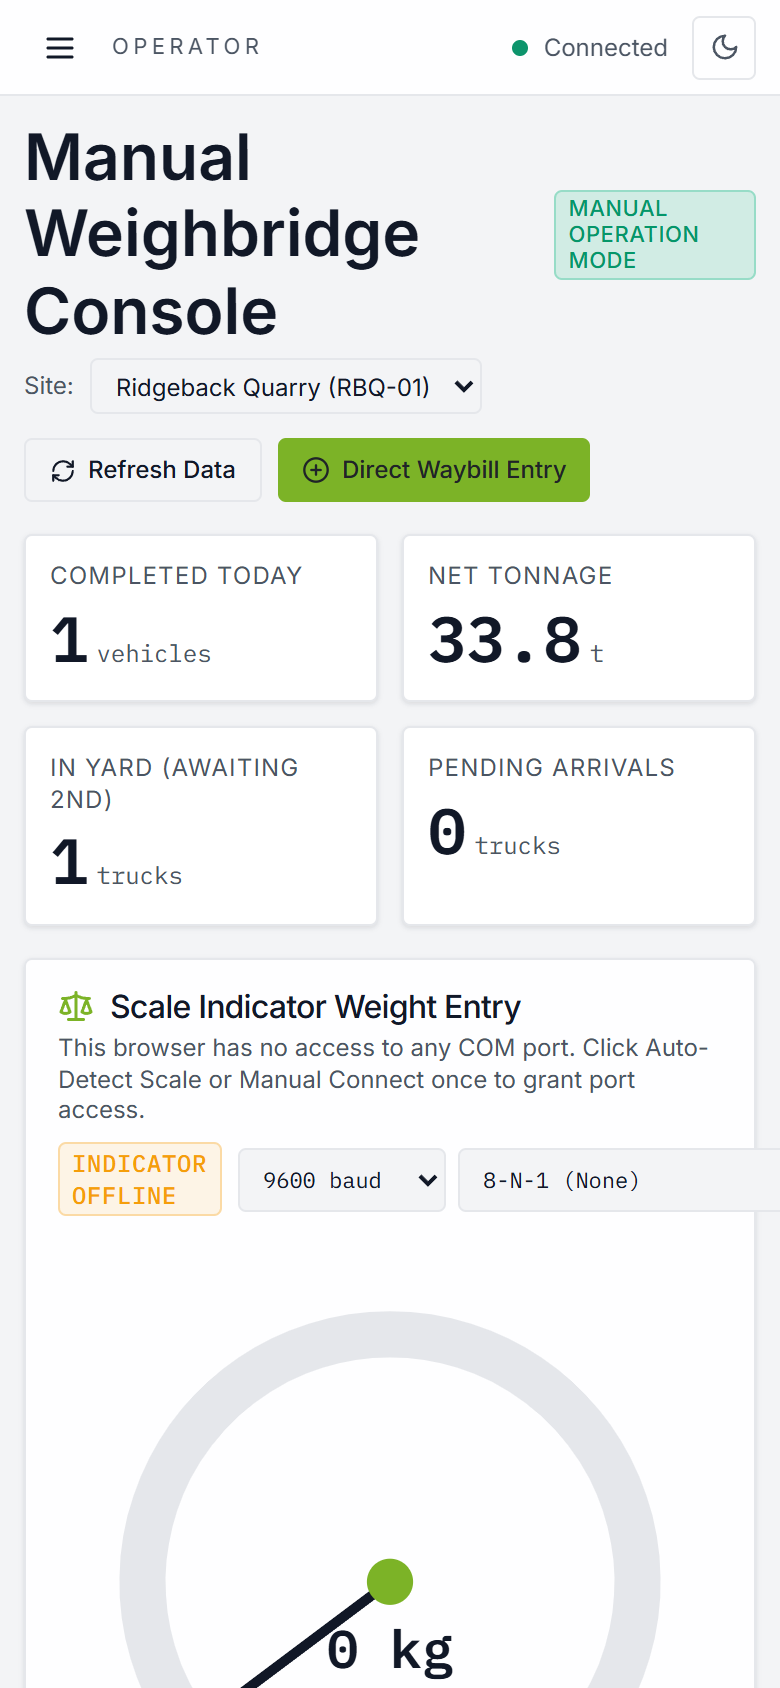 OPERATOR
Connected
Manual
Weighbridge
Console
MANUAL
OPERATION
MODE
Site:
Ridgeback Quarry (RBQ-01)
Refresh Data
Direct Waybill Entry
COMPLETED TODAY
1 vehicles
NET TONNAGE
33.8 t
IN YARD (AWAITING
2ND)
1 trucks
PENDING ARRIVALS
0 trucks
Scale Indicator Weight Entry
This browser has no access to any COM port. Click Auto-
Detect Scale or Manual Connect once to grant port
access.
INDICATOR
OFFLINE
9600 baud
8-N-1 (None)
0 kg